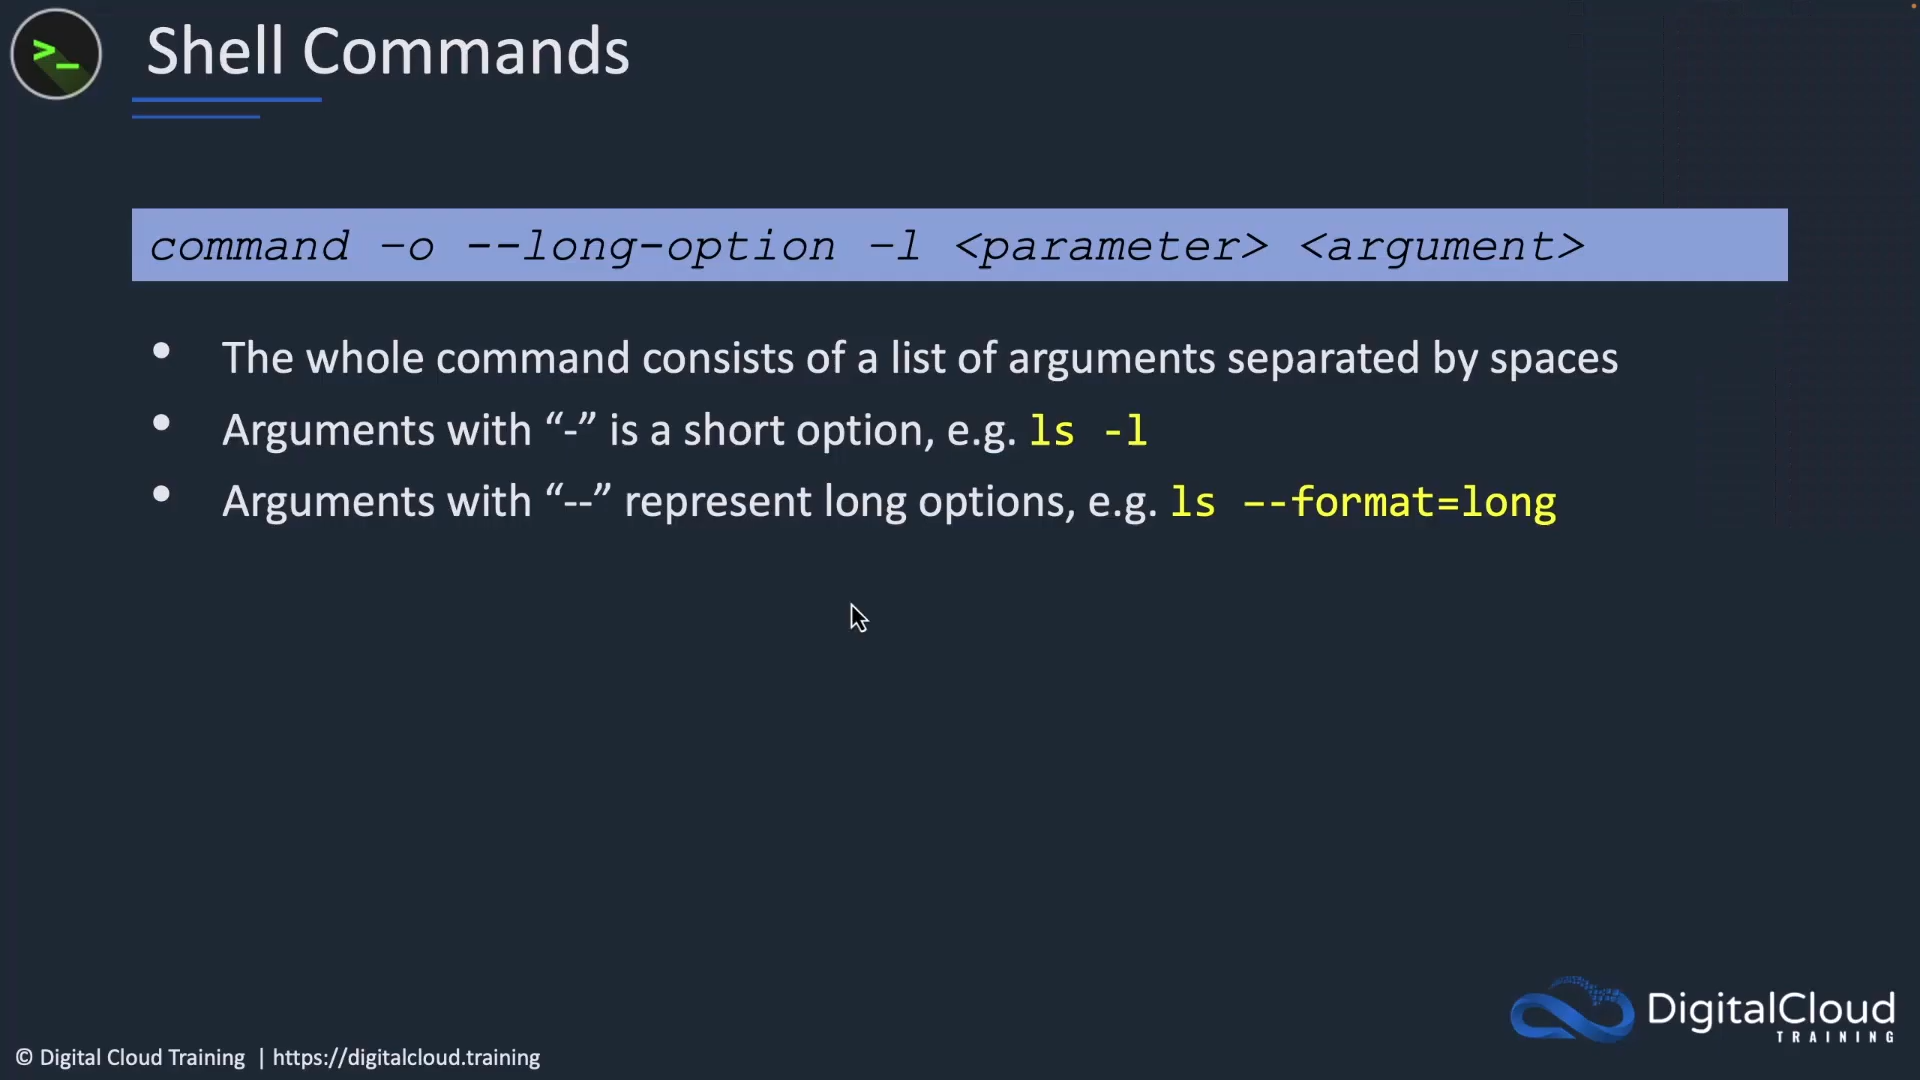 >_
Shell Commands
command –o --long-option –l <parameter> <argument>
• The whole command consists of a list of arguments separated by spaces
• Arguments with “-” is a short option, e.g. ls -l
• Arguments with “--” represent long options, e.g. ls –-format=long
DigitalCloud
TRAINING
© Digital Cloud Training | https://digitalcloud.training